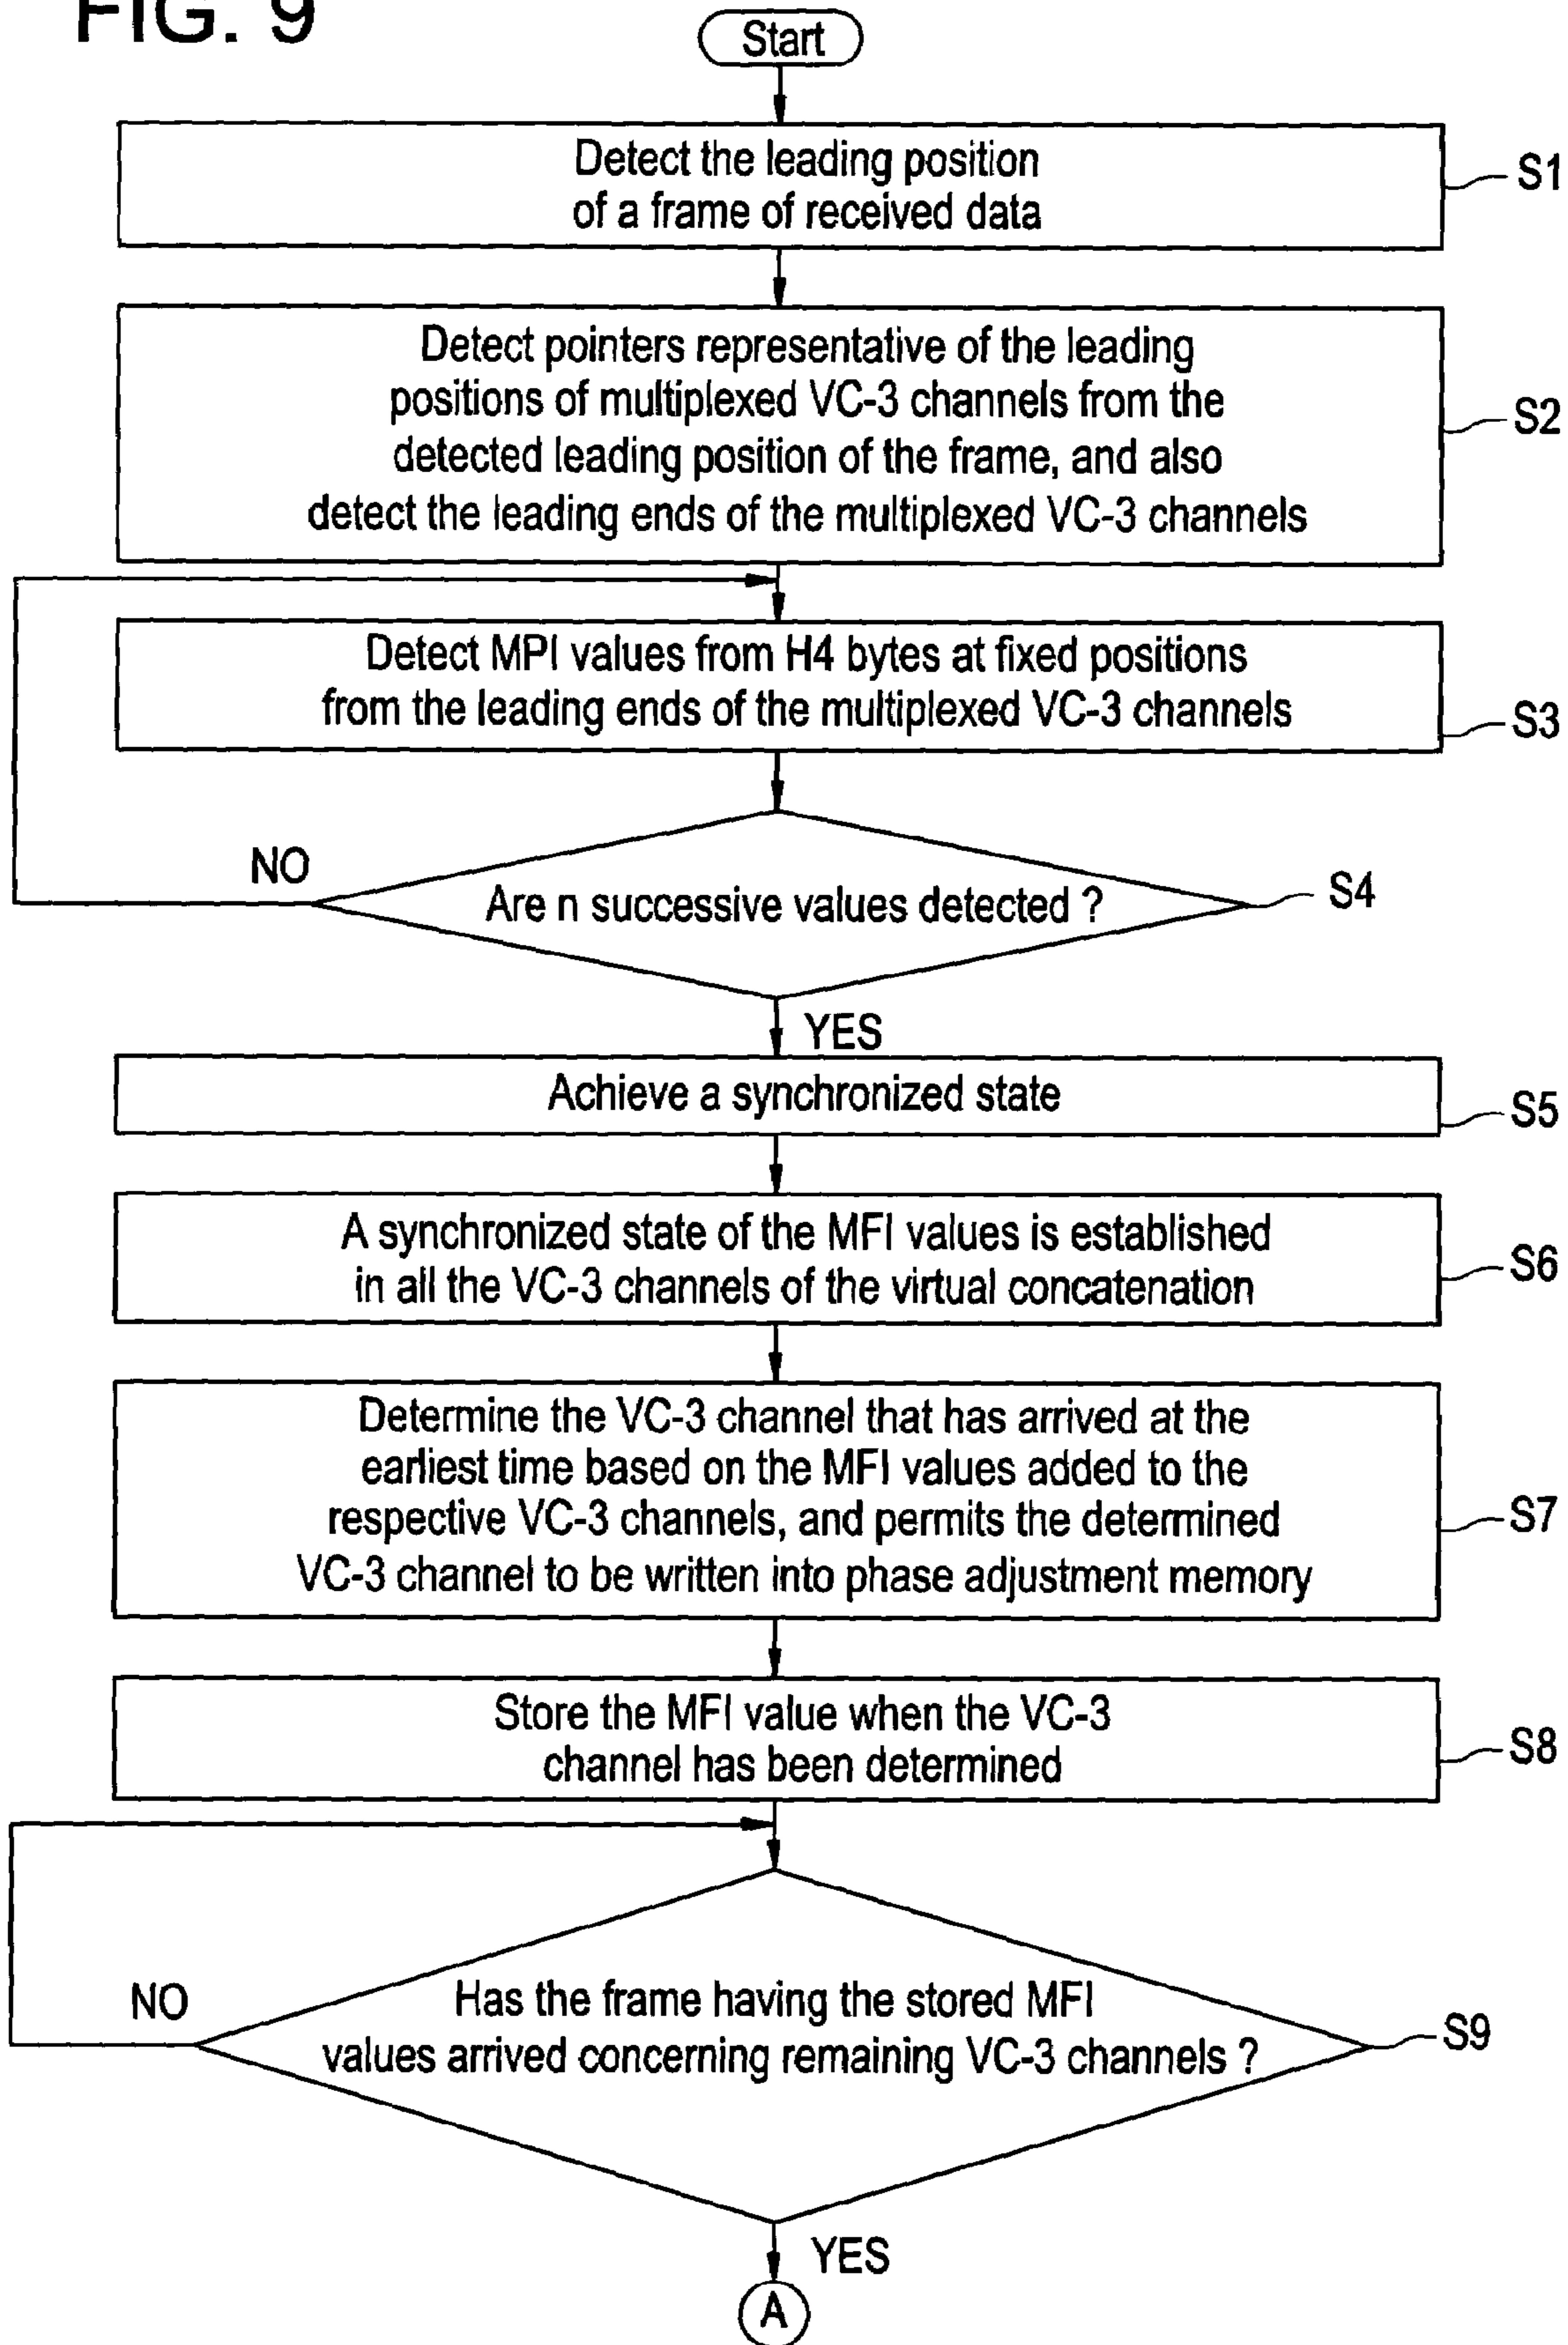 FIG. 9
Start
Detect the leading position
of a frame of received data
S1
Detect pointers representative of the leading
positions of multiplexed VC-3 channels from the
detected leading position of the frame, and also
detect the leading ends of the multiplexed VC-3 channels
S2
Detect MPI values from H4 bytes at fixed positions
from the leading ends of the multiplexed VC-3 channels
S3
NO
Are n successive values detected ?
S4
YES
Achieve a synchronized state
S5
A synchronized state of the MFI values is established
in all the VC-3 channels of the virtual concatenation
S6
Determine the VC-3 channel that has arrived at the
earliest time based on the MFI values added to the
respective VC-3 channels, and permits the determined
VC-3 channel to be written into phase adjustment memory
S7
Store the MFI value when the VC-3
channel has been determined
S8
NO
Has the frame having the stored MFI
values arrived concerning remaining VC-3 channels ?
S9
YES
A